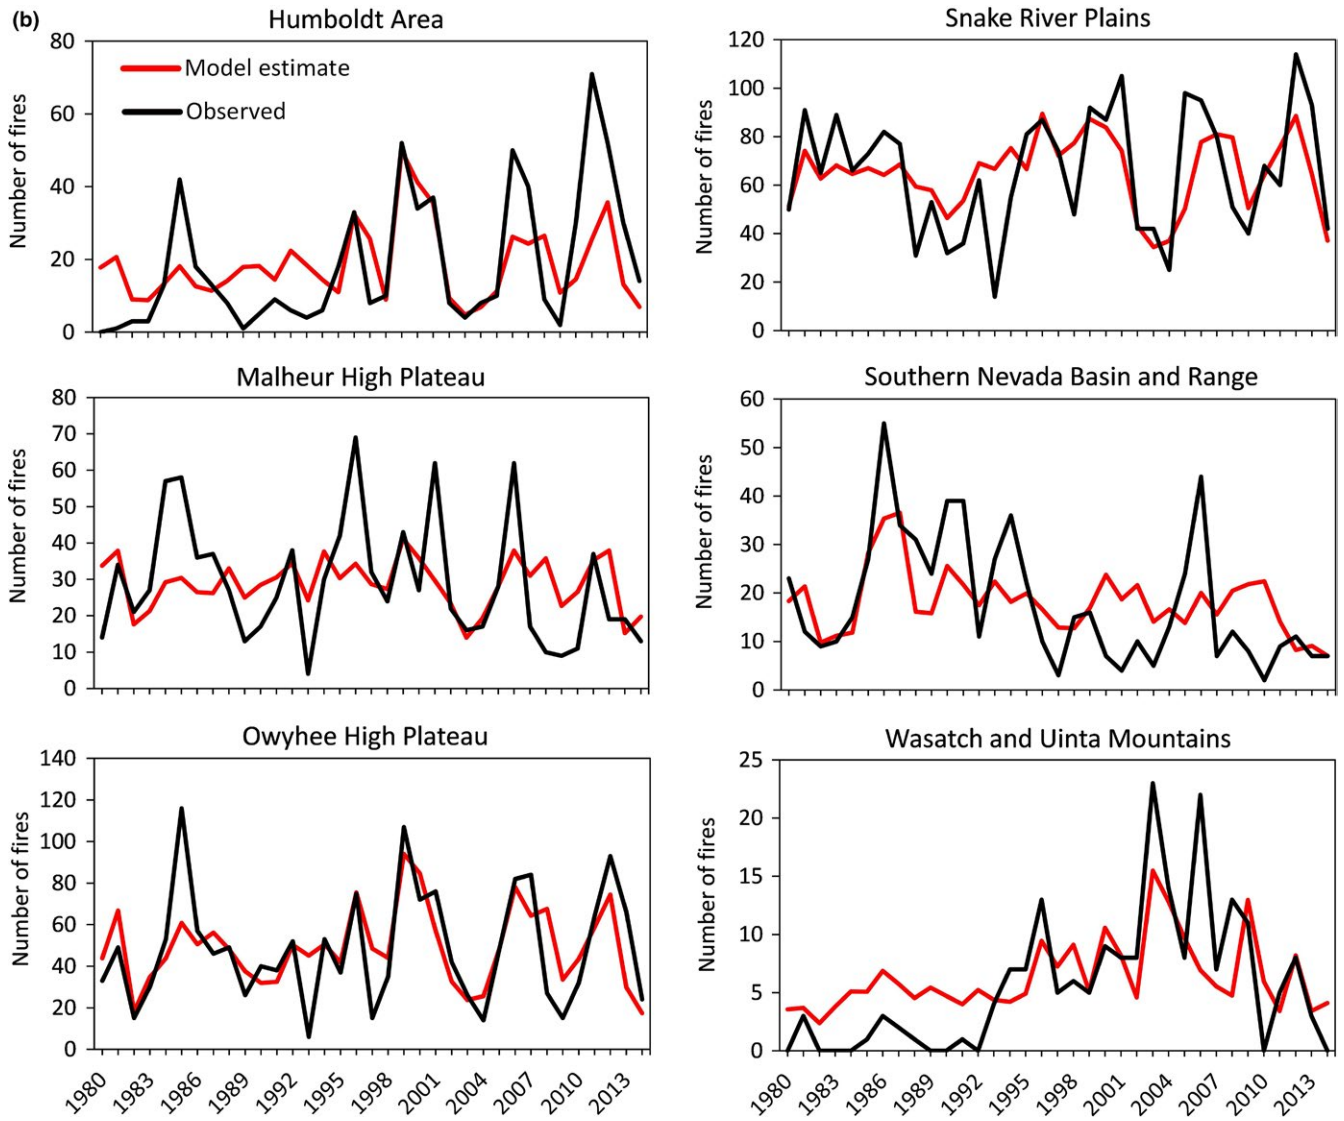 (b)
Humboldt Area
Number of fires
80
60
40
20
0
Model estimate
Observed
Snake River Plains
Number of fires
120
100
80
60
40
20
0
Malheur High Plateau
Number of fires
80
70
60
50
40
30
20
10
0
Southern Nevada Basin and Range
Number of fires
60
50
40
30
20
10
0
Owyhee High Plateau
Number of fires
140
120
100
80
60
40
20
0
1980 1983 1986 1989 1992 1995 1998 2001 2004 2007 2010 2013
Wasatch and Uinta Mountains
Number of fires
25
20
15
10
5
0
1980 1983 1986 1989 1992 1995 1998 2001 2004 2007 2010 2013